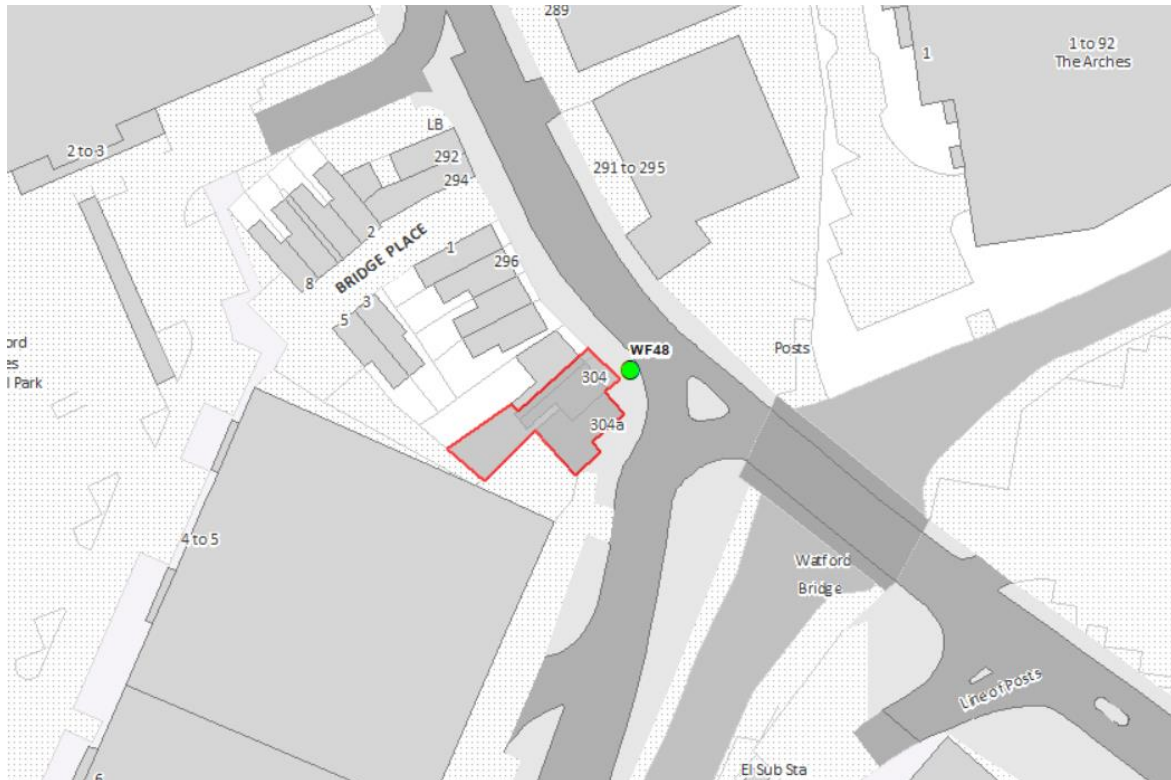 289
1
1 to 92
The Arches
LB
2 to 3
292
291 to 295
294
2
BRIDGE PLACE
1
296
8
3
5
ord
es
l Park
WF48
Posts
304
304a
4 to 5
Watford
Bridge
Line of Posts
El Sub Sta
6